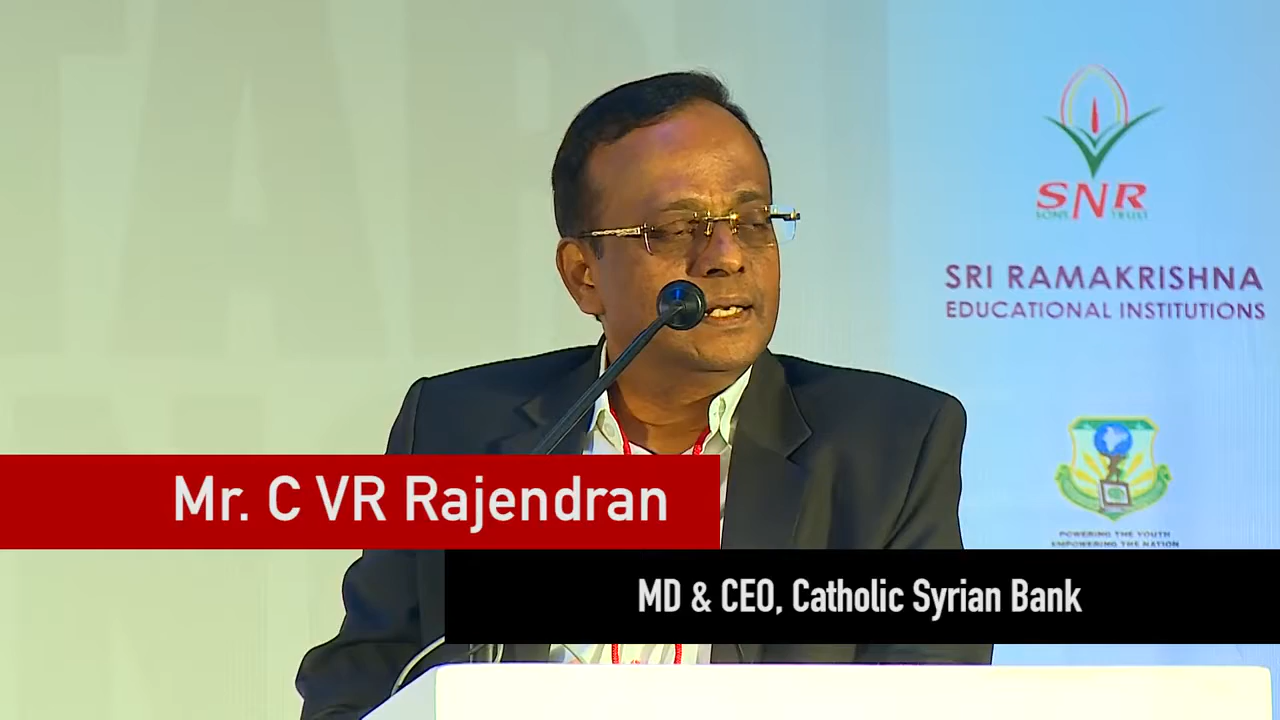 SNR
SONS TRUST
SRI RAMAKRISHNA
EDUCATIONAL INSTITUTIONS
POWERING THE YOUTH
EMPOWERING THE NATION
Mr. C VR Rajendran
MD & CEO, Catholic Syrian Bank